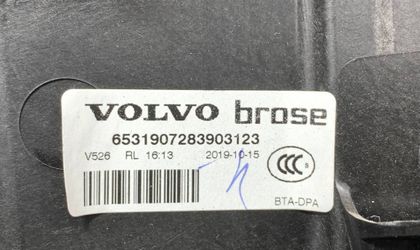 VOLVO brose
6531907283903123
V526 RL 16:13 2019-10-15
CCC S
BTA-DPA